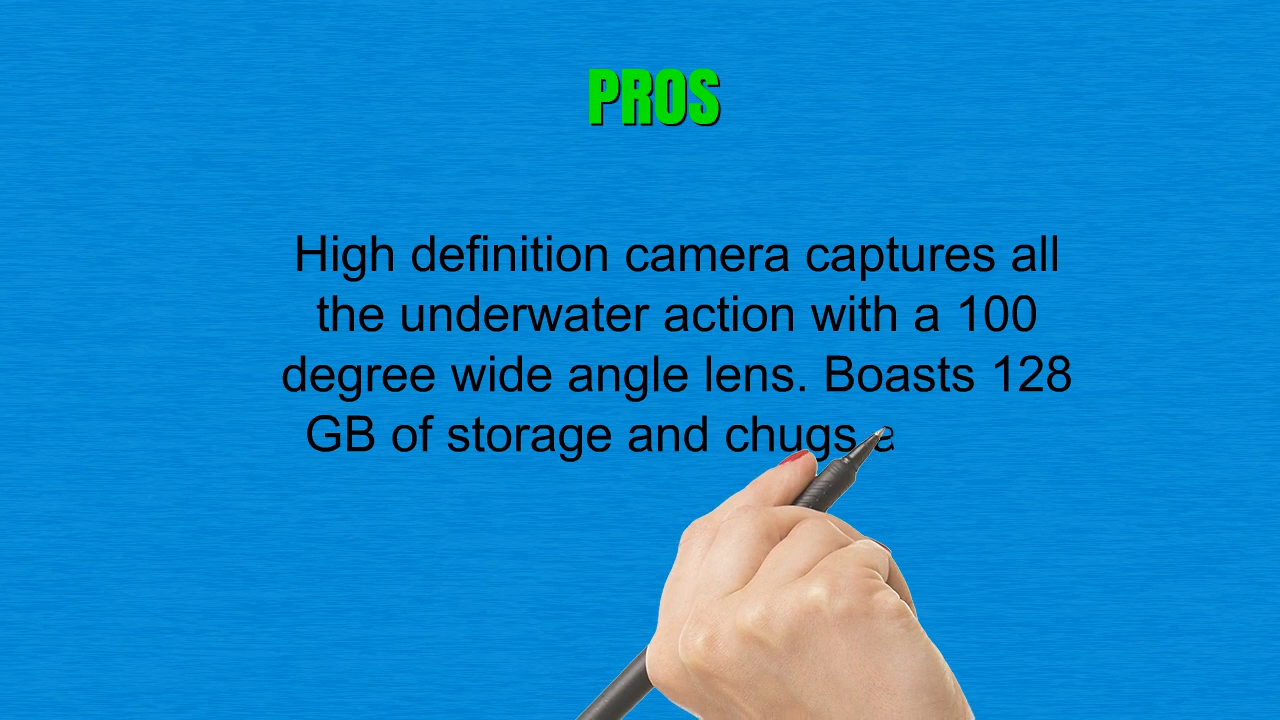 PROS
High definition camera captures all
the underwater action with a 100
degree wide angle lens. Boasts 128
GB of storage and chugs a